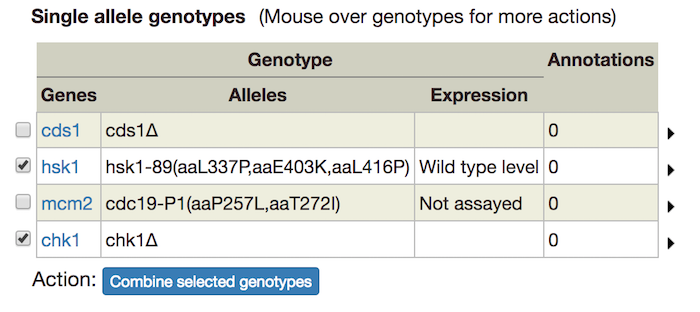 Single allele genotypes (Mouse over genotypes for more actions)
Genotype Annotations
Genes Alleles Expression
cds1 cds1Δ 0
hsk1 hsk1-89(aaL337P,aaE403K,aaL416P) Wild type level 0
mcm2 cdc19-P1(aaP257L,aaT272I) Not assayed 0
chk1 chk1Δ 0
Action: Combine selected genotypes